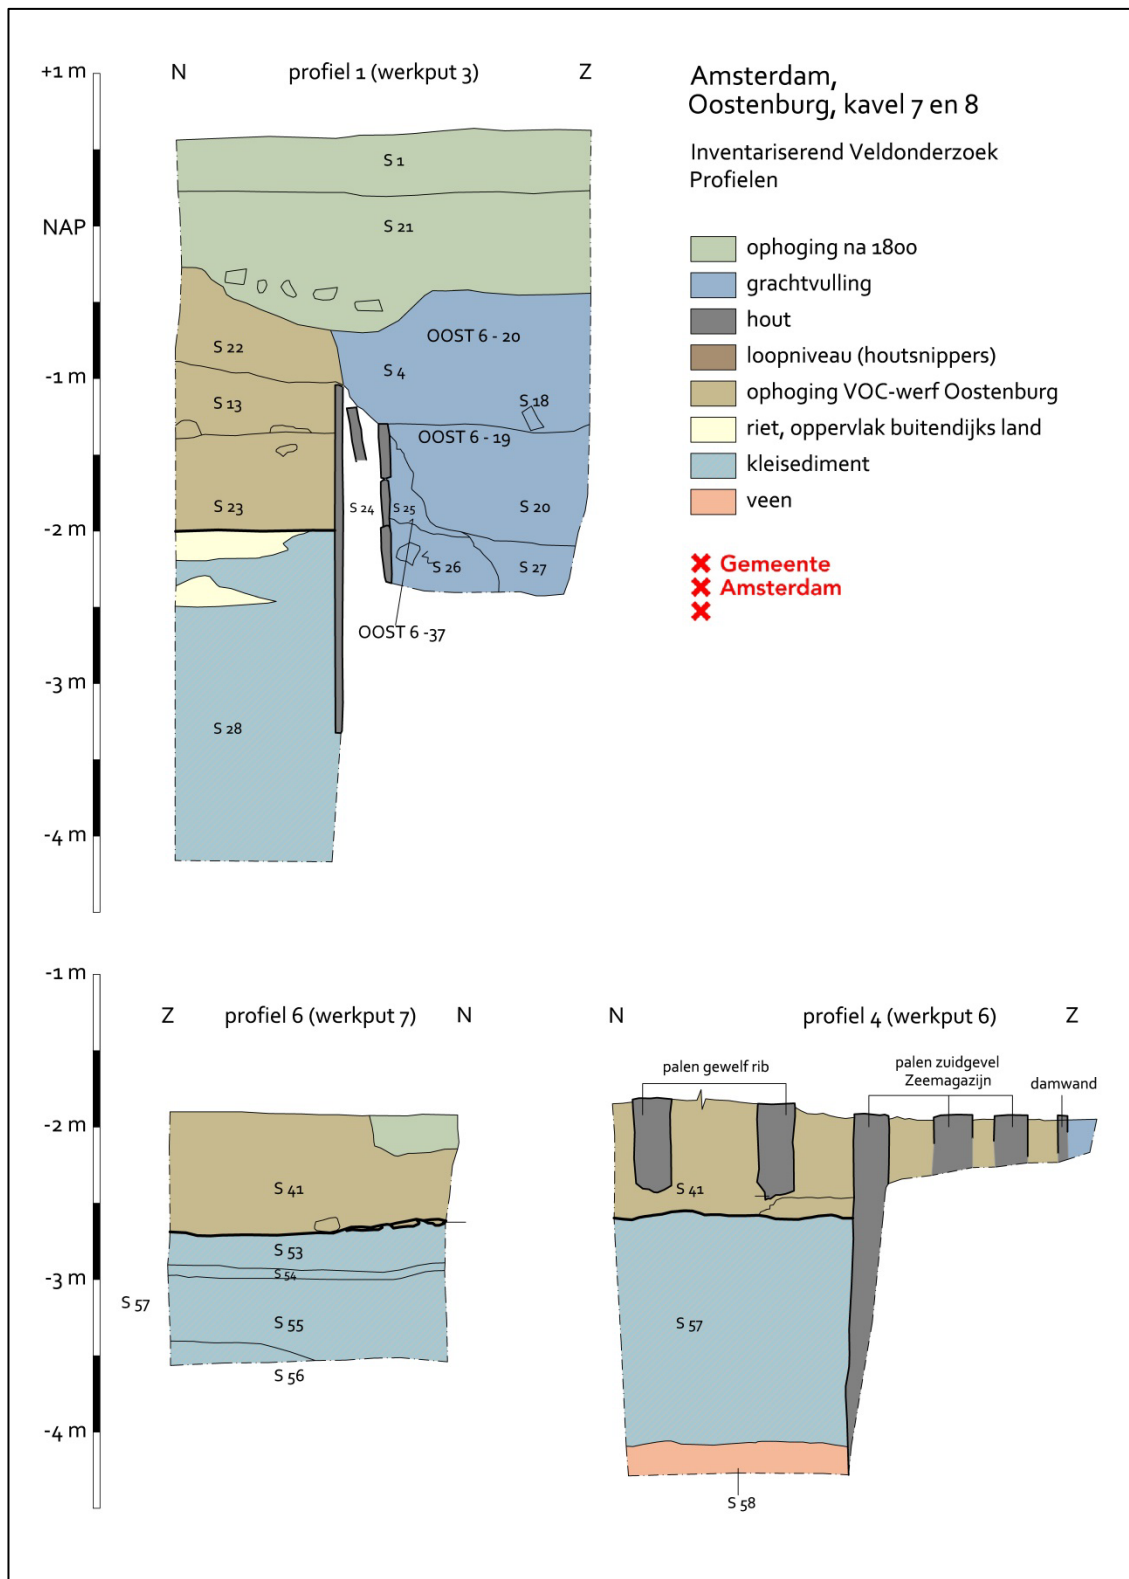 +1 m
NAP
-1 m
-2 m
-3 m
-4 m
N
profiel 1 (werkput 3)
Z
S 1
S 21
S 22
OOST 6 - 20
S 4
S 13
S 18
OOST 6 - 19
S 23
S 24
S 25
S 20
S 26
S 27
OOST 6 -37
S 28
Amsterdam,
Oostenburg, kavel 7 en 8
Inventariserend Veldonderzoek
Profielen
ophoging na 1800
grachtvulling
hout
loopniveau (houtsnippers)
ophoging VOC-werf Oostenburg
riet, oppervlak buitendijks land
kleisediment
veen
Gemeente
Amsterdam
-1 m
-2 m
-3 m
-4 m
Z
profiel 6 (werkput 7)
N
S 41
S 53
S 54
S 57
S 55
S 56
N
profiel 4 (werkput 6)
Z
palen gewelf rib
palen zuidgevel
Zeemagazijn
damwand
S 41
S 57
S 58